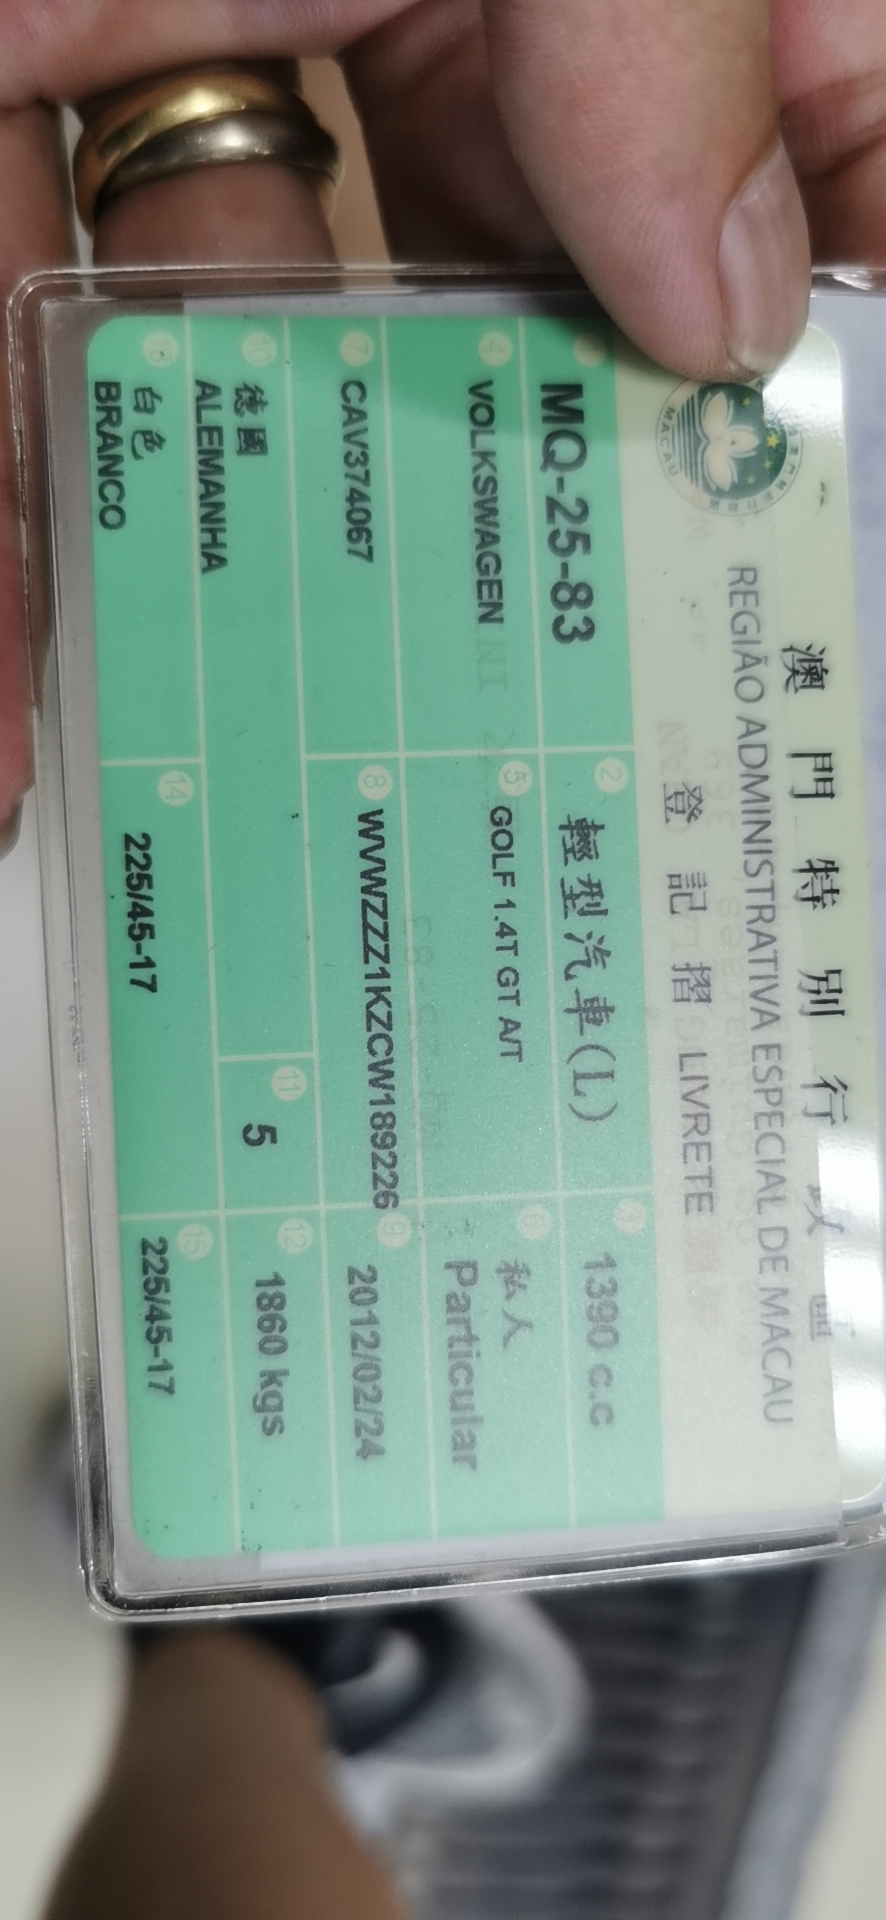 澳門特別行政區
REGIÃO ADMINISTRATIVA ESPECIAL DE MACAU
登記摺 LIVRETE
MACAU
MQ-25-83
2
輕型汽車(L)
3
1390 c.c
4
VOLKSWAGEN
5
GOLF 1.4T GT A/T
6
私人
Particular
7
CAV374067
8
WVWZZZ1KZCW189226
9
2012/02/24
10
德國
ALEMANHA
11
5
12
1860 kgs
白色
BRANCO
14
225/45-17
15
225/45-17